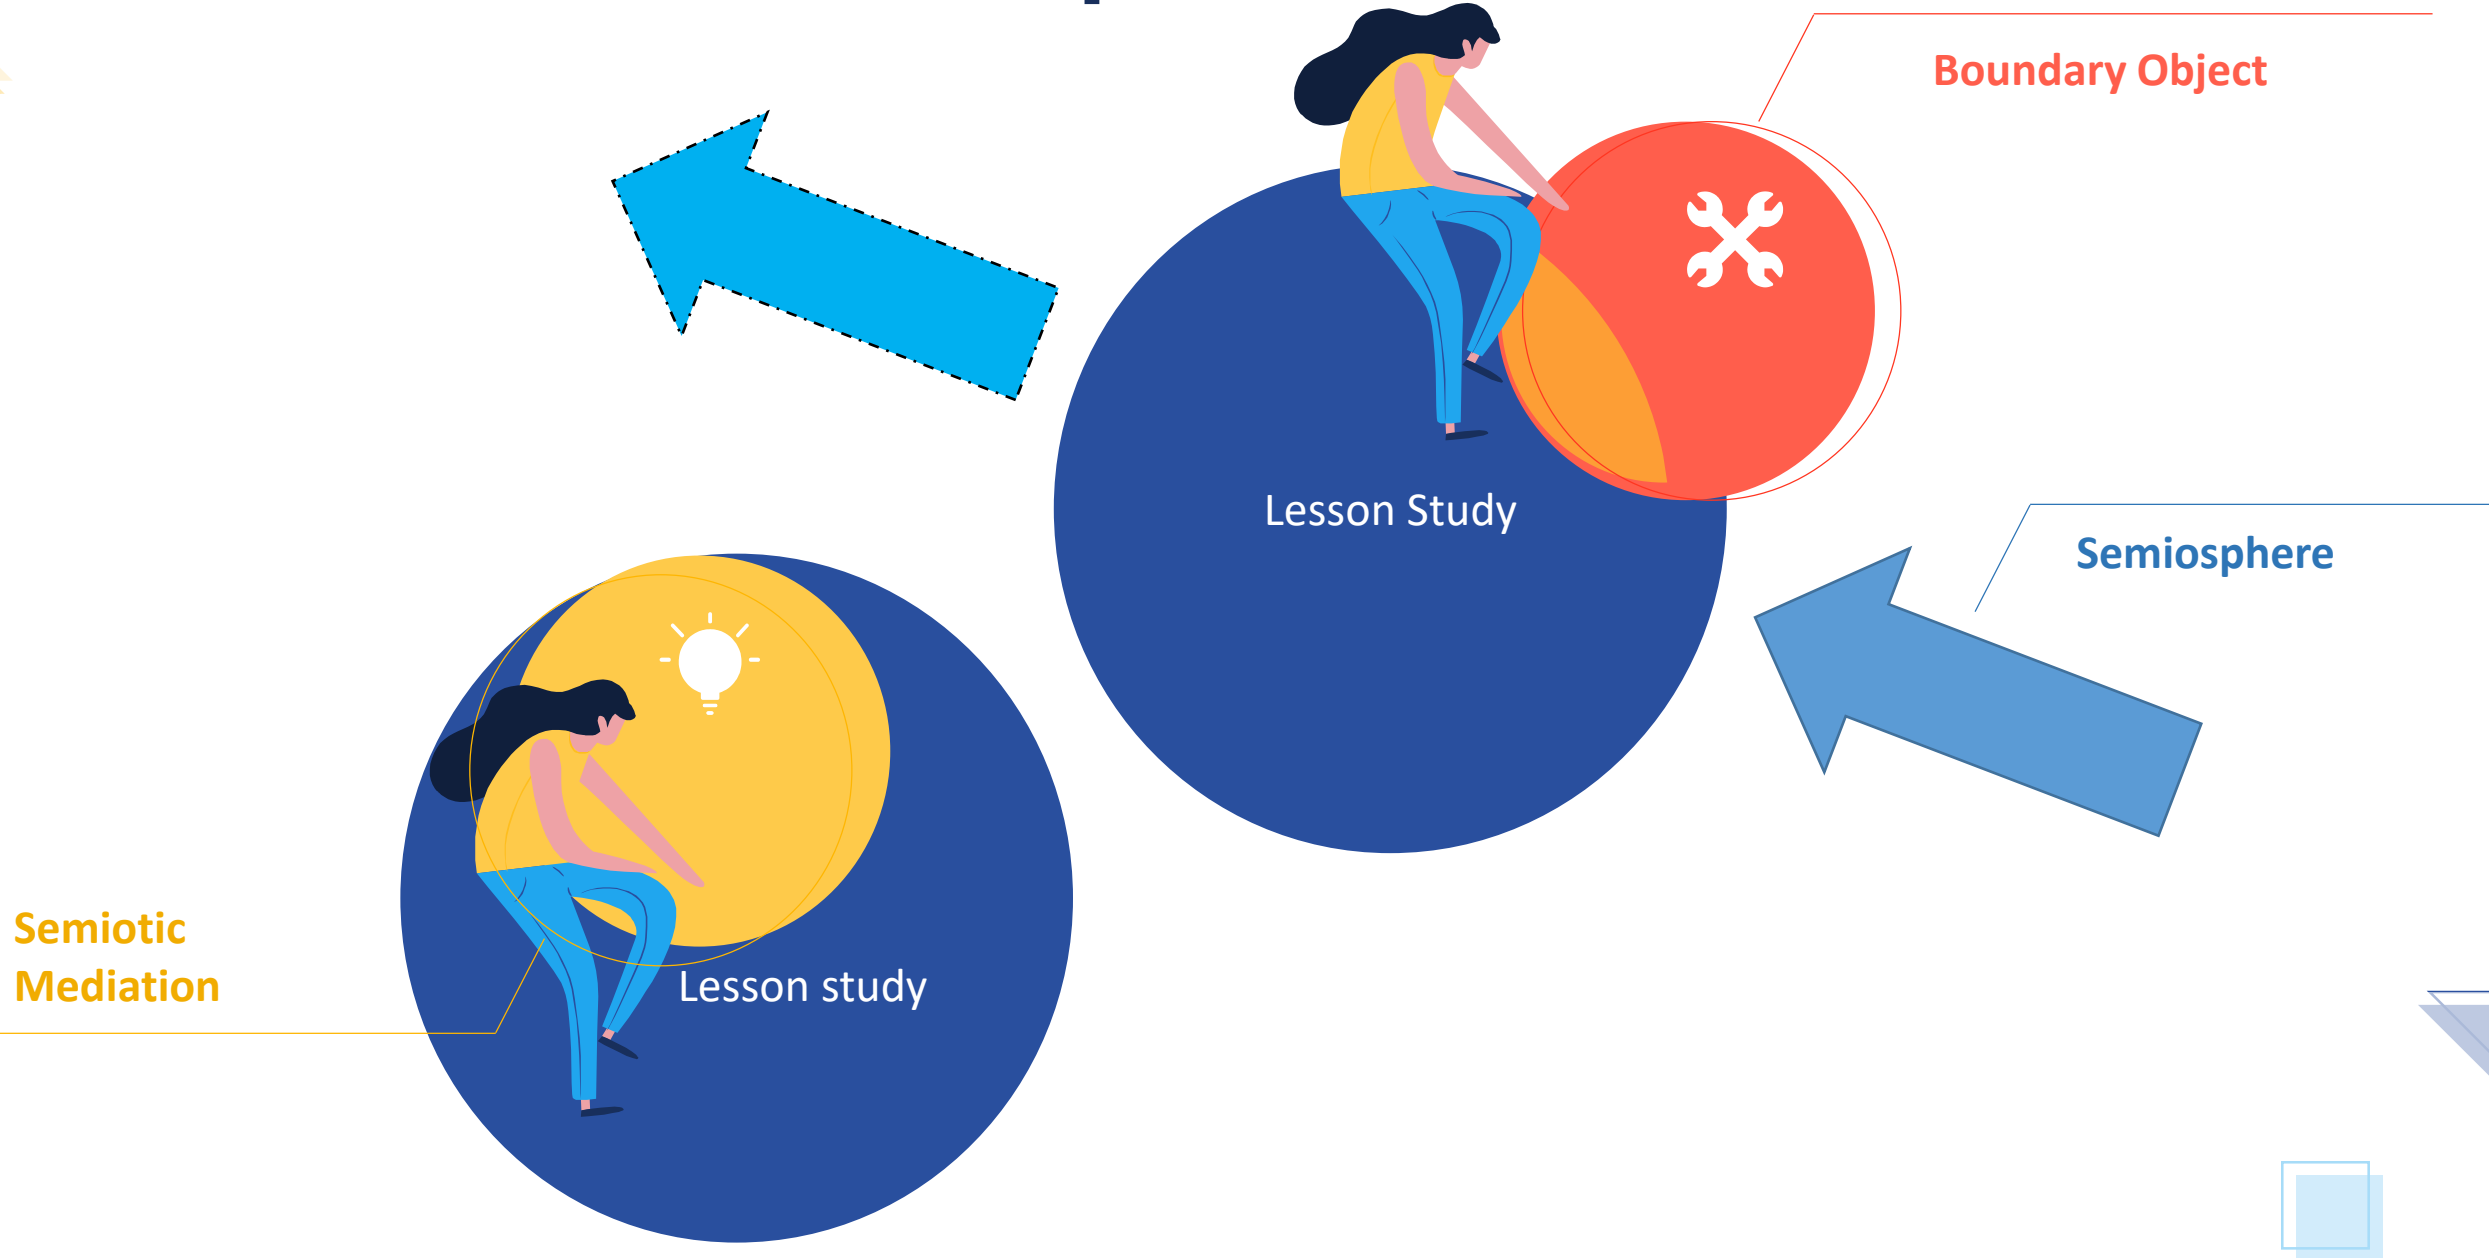 Boundary Object
Lesson Study
Semiosphere
Semiotic
Mediation
Lesson study